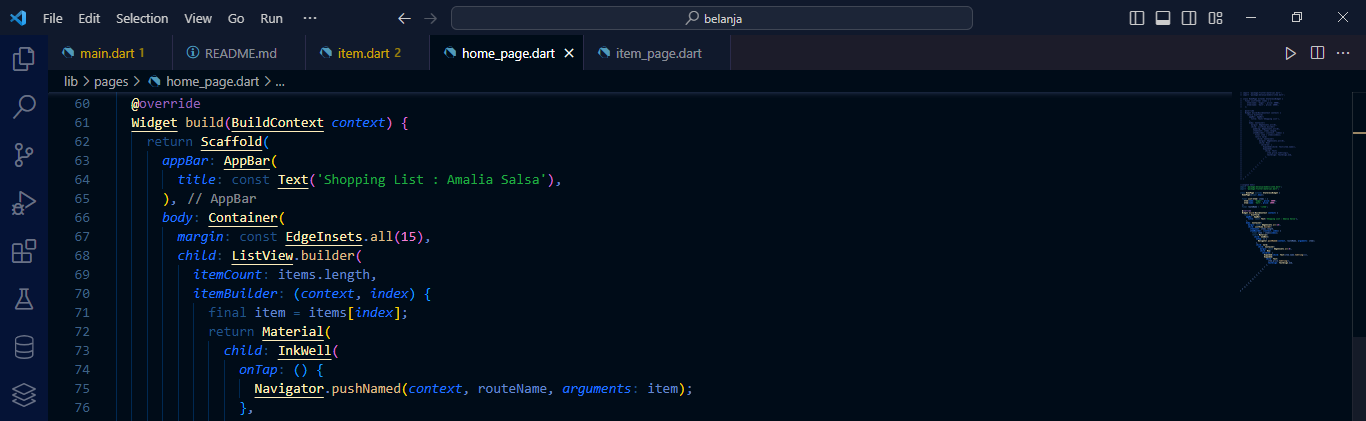 File Edit Selection View Go Run ··· ← → belanja
main.dart 1 README.md item.dart 2 home_page.dart × item_page.dart
lib > pages > home_page.dart > ...
60 @override
61 Widget build(BuildContext context) {
62 return Scaffold(
63 appBar: AppBar(
64 title: const Text('Shopping List : Amalia Salsa'),
65 ), // AppBar
66 body: Container(
67 margin: const EdgeInsets.all(15),
68 child: ListView.builder(
69 itemCount: items.length,
70 itemBuilder: (context, index) {
71 final item = items[index];
72 return Material(
73 child: InkWell(
74 onTap: () {
75 Navigator.pushNamed(context, routeName, arguments: item);
76 },